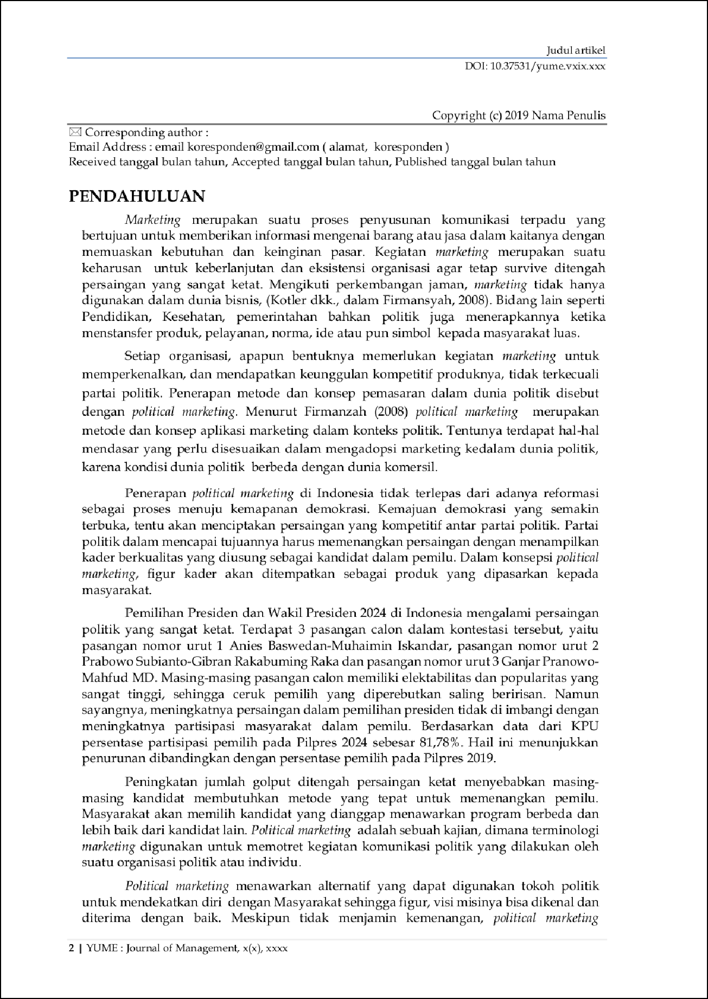 Judul artikel
DOI: 10.37531/yume.vxix.xxx
Copyright (c) 2019 Nama Penulis
🖂 Corresponding author :
Email Address : email koresponden@gmail.com ( alamat, koresponden )
Received tanggal bulan tahun, Accepted tanggal bulan tahun, Published tanggal bulan tahun
PENDAHULUAN
Marketing merupakan suatu proses penyusunan komunikasi terpadu yang
bertujuan untuk memberikan informasi mengenai barang atau jasa dalam kaitanya dengan
memuaskan kebutuhan dan keinginan pasar. Kegiatan marketing merupakan suatu
keharusan untuk keberlanjutan dan eksistensi organisasi agar tetap survive ditengah
persaingan yang sangat ketat. Mengikuti perkembangan jaman, marketing tidak hanya
digunakan dalam dunia bisnis, (Kotler dkk., dalam Firmansyah, 2008). Bidang lain seperti
Pendidikan, Kesehatan, pemerintahan bahkan politik juga menerapkannya ketika
menstansfer produk, pelayanan, norma, ide atau pun simbol kepada masyarakat luas.
Setiap organisasi, apapun bentuknya memerlukan kegiatan marketing untuk
memperkenalkan, dan mendapatkan keunggulan kompetitif produknya, tidak terkecuali
partai politik. Penerapan metode dan konsep pemasaran dalam dunia politik disebut
dengan political marketing. Menurut Firmanzah (2008) political marketing merupakan
metode dan konsep aplikasi marketing dalam konteks politik. Tentunya terdapat hal-hal
mendasar yang perlu disesuaikan dalam mengadopsi marketing kedalam dunia politik,
karena kondisi dunia politik berbeda dengan dunia komersil.
Penerapan political marketing di Indonesia tidak terlepas dari adanya reformasi
sebagai proses menuju kemapanan demokrasi. Kemajuan demokrasi yang semakin
terbuka, tentu akan menciptakan persaingan yang kompetitif antar partai politik. Partai
politik dalam mencapai tujuannya harus memenangkan persaingan dengan menampilkan
kader berkualitas yang diusung sebagai kandidat dalam pemilu. Dalam konsepsi political
marketing, figur kader akan ditempatkan sebagai produk yang dipasarkan kepada
masyarakat.
Pemilihan Presiden dan Wakil Presiden 2024 di Indonesia mengalami persaingan
politik yang sangat ketat. Terdapat 3 pasangan calon dalam kontestasi tersebut, yaitu
pasangan nomor urut 1 Anies Baswedan-Muhaimin Iskandar, pasangan nomor urut 2
Prabowo Subianto-Gibran Rakabuming Raka dan pasangan nomor urut 3 Ganjar Pranowo-
Mahfud MD. Masing-masing pasangan calon memiliki elektabilitas dan popularitas yang
sangat tinggi, sehingga ceruk pemilih yang diperebutkan saling beririsan. Namun
sayangnya, meningkatnya persaingan dalam pemilihan presiden tidak di imbangi dengan
meningkatnya partisipasi masyarakat dalam pemilu. Berdasarkan data dari KPU
persentase partisipasi pemilih pada Pilpres 2024 sebesar 81,78%. Hail ini menunjukkan
penurunan dibandingkan dengan persentase pemilih pada Pilpres 2019.
Peningkatan jumlah golput ditengah persaingan ketat menyebabkan masing-
masing kandidat membutuhkan metode yang tepat untuk memenangkan pemilu.
Masyarakat akan memilih kandidat yang dianggap menawarkan program berbeda dan
lebih baik dari kandidat lain. Political marketing adalah sebuah kajian, dimana terminologi
marketing digunakan untuk memotret kegiatan komunikasi politik yang dilakukan oleh
suatu organisasi politik atau individu.
Political marketing menawarkan alternatif yang dapat digunakan tokoh politik
untuk mendekatkan diri dengan Masyarakat sehingga figur, visi misinya bisa dikenal dan
diterima dengan baik. Meskipun tidak menjamin kemenangan, political marketing
2 | YUME : Journal of Management, x(x), xxxx